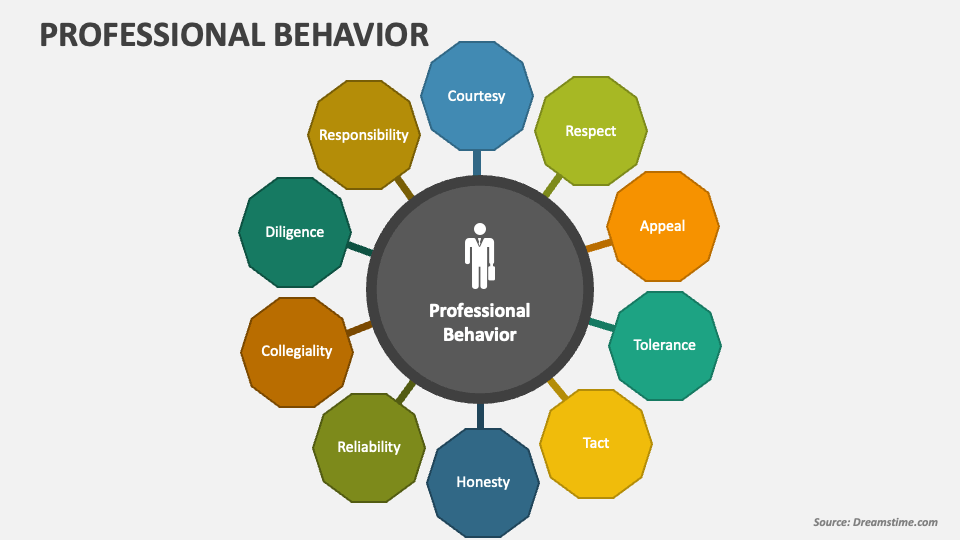 PROFESSIONAL BEHAVIOR
Courtesy
Respect
Appeal
Tolerance
Tact
Honesty
Reliability
Collegiality
Diligence
Responsibility
Professional
Behavior
Source: Dreamstime.com